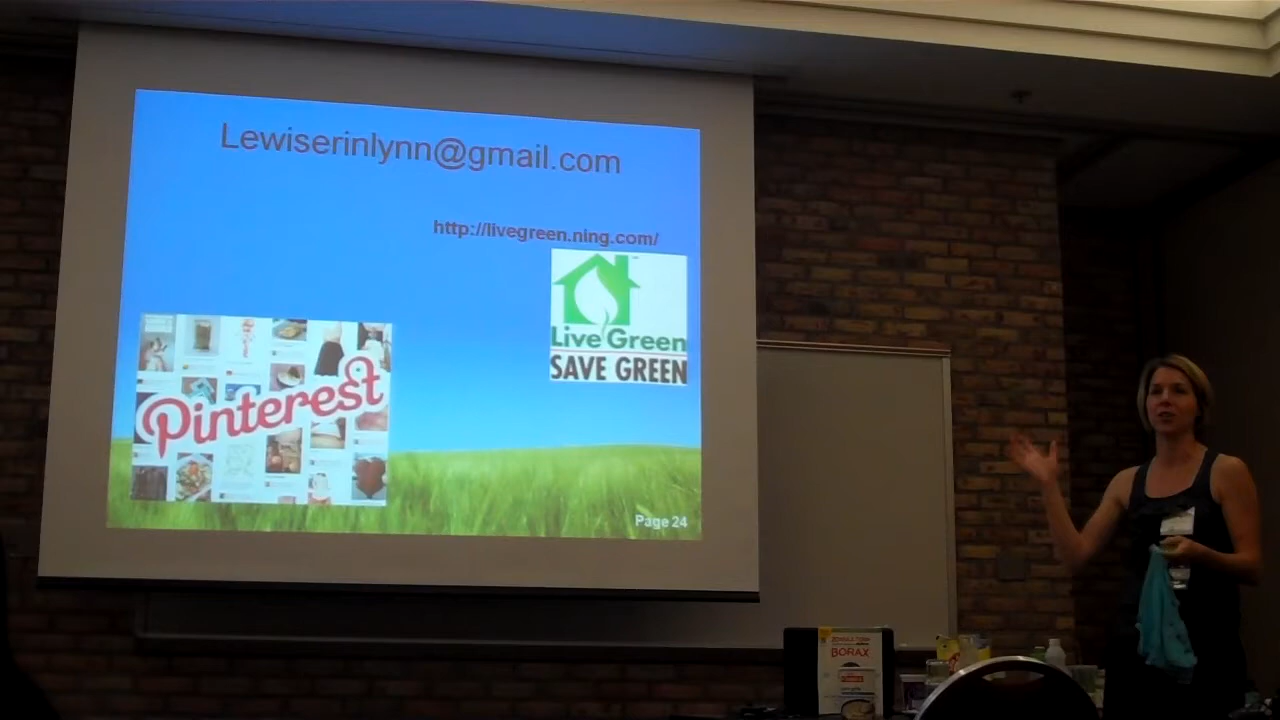 Lewiserinlynn@gmail.com
http://livegreen.ning.com/
Live Green
SAVE GREEN
Pinterest
Page 24
BORAX